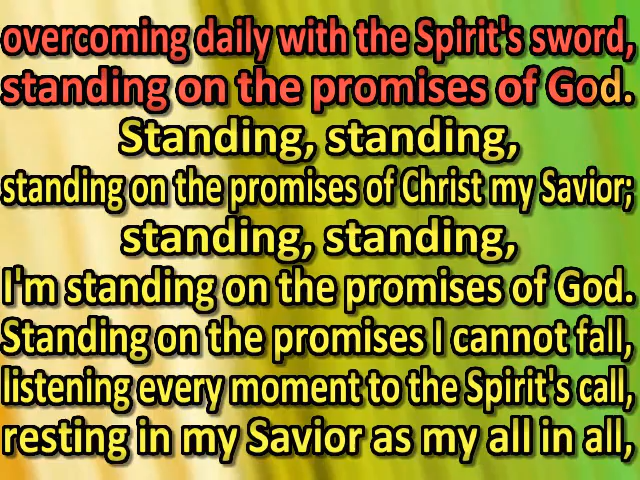 overcoming daily with the Spirit's sword,
standing on the promises of God.
Standing, standing,
standing on the promises of Christ my Savior;
standing, standing,
I'm standing on the promises of God.
Standing on the promises I cannot fall,
listening every moment to the Spirit's call,
resting in my Savior as my all in all,